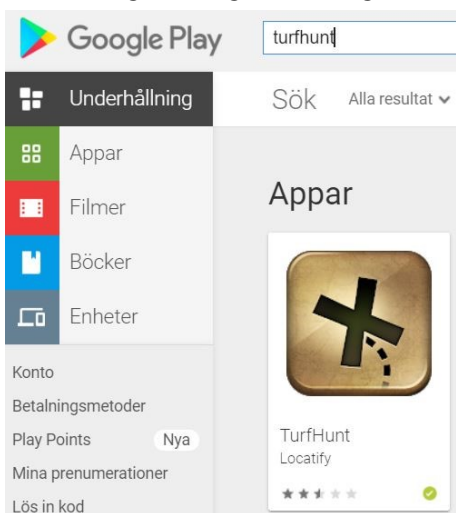 Google Play
turfhunt
Underhållning
Sök Alla resultat
Appar
Filmer
Böcker
Enheter
Konto
Betalningsmetoder
Play Points Nya
Mina prenumerationer
Lös in kod
Appar
TurfHunt
Locatify